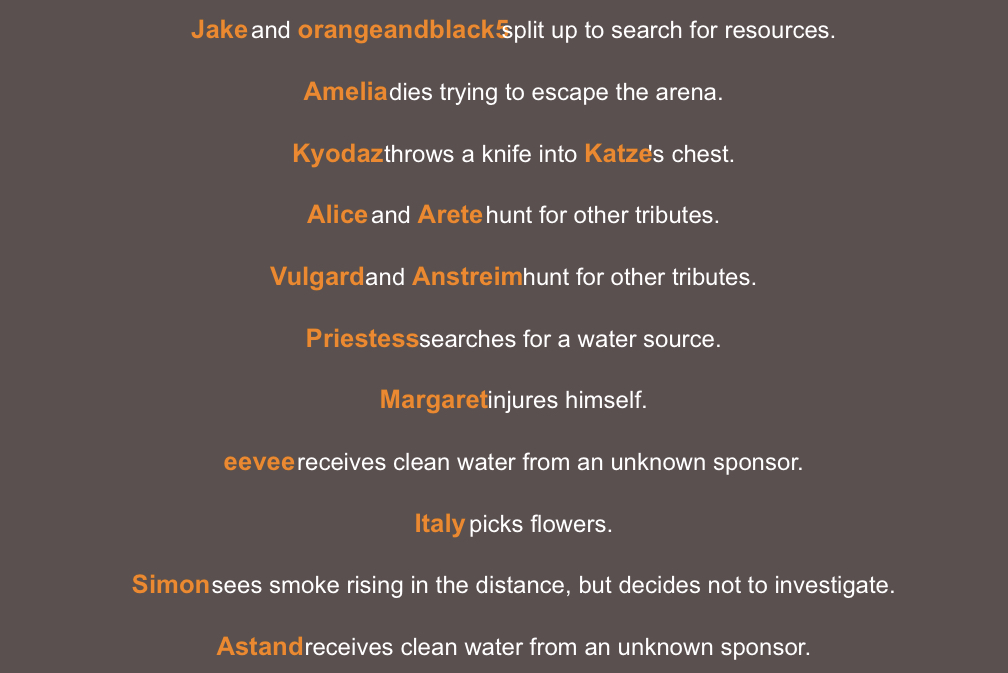 Jake and orangeandblack5 split up to search for resources.
Amelia dies trying to escape the arena.
Kyodaz throws a knife into Katze's chest.
Alice and Arete hunt for other tributes.
Vulgard and Anstreim hunt for other tributes.
Priestess searches for a water source.
Margaret injures himself.
eevee receives clean water from an unknown sponsor.
Italy picks flowers.
Simon sees smoke rising in the distance, but decides not to investigate.
Astand receives clean water from an unknown sponsor.